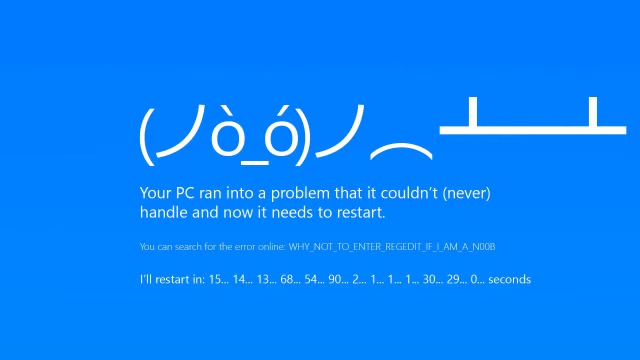 (ノò_ó)ノ︵┻━┻
Your PC ran into a problem that it couldn't (never)
handle and now it needs to restart.
You can search for the error online: WHY_NOT_TO_ENTER_REGEDIT_IF_I_AM_A_N00B
I'll restart in: 15... 14... 13... 68... 54... 90... 2... 1... 1... 1... 30... 29... 0... seconds